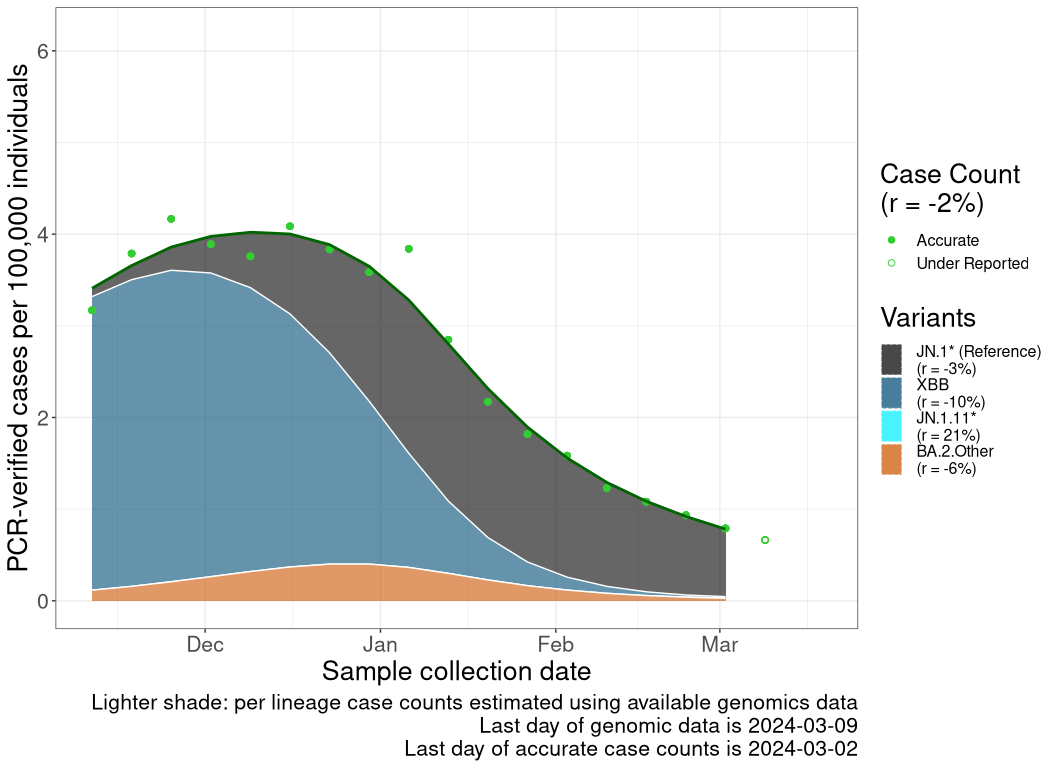 PCR-verified cases per 100,000 individuals
6
4
2
0
Dec Jan Feb Mar
Sample collection date
Lighter shade: per lineage case counts estimated using available genomics data
Last day of genomic data is 2024-03-09
Last day of accurate case counts is 2024-03-02
Case Count
(r = -2%)
Accurate
Under Reported
Variants
JN.1* (Reference)
(r = -3%)
XBB
(r = -10%)
JN.1.11*
(r = 21%)
BA.2.Other
(r = -6%)